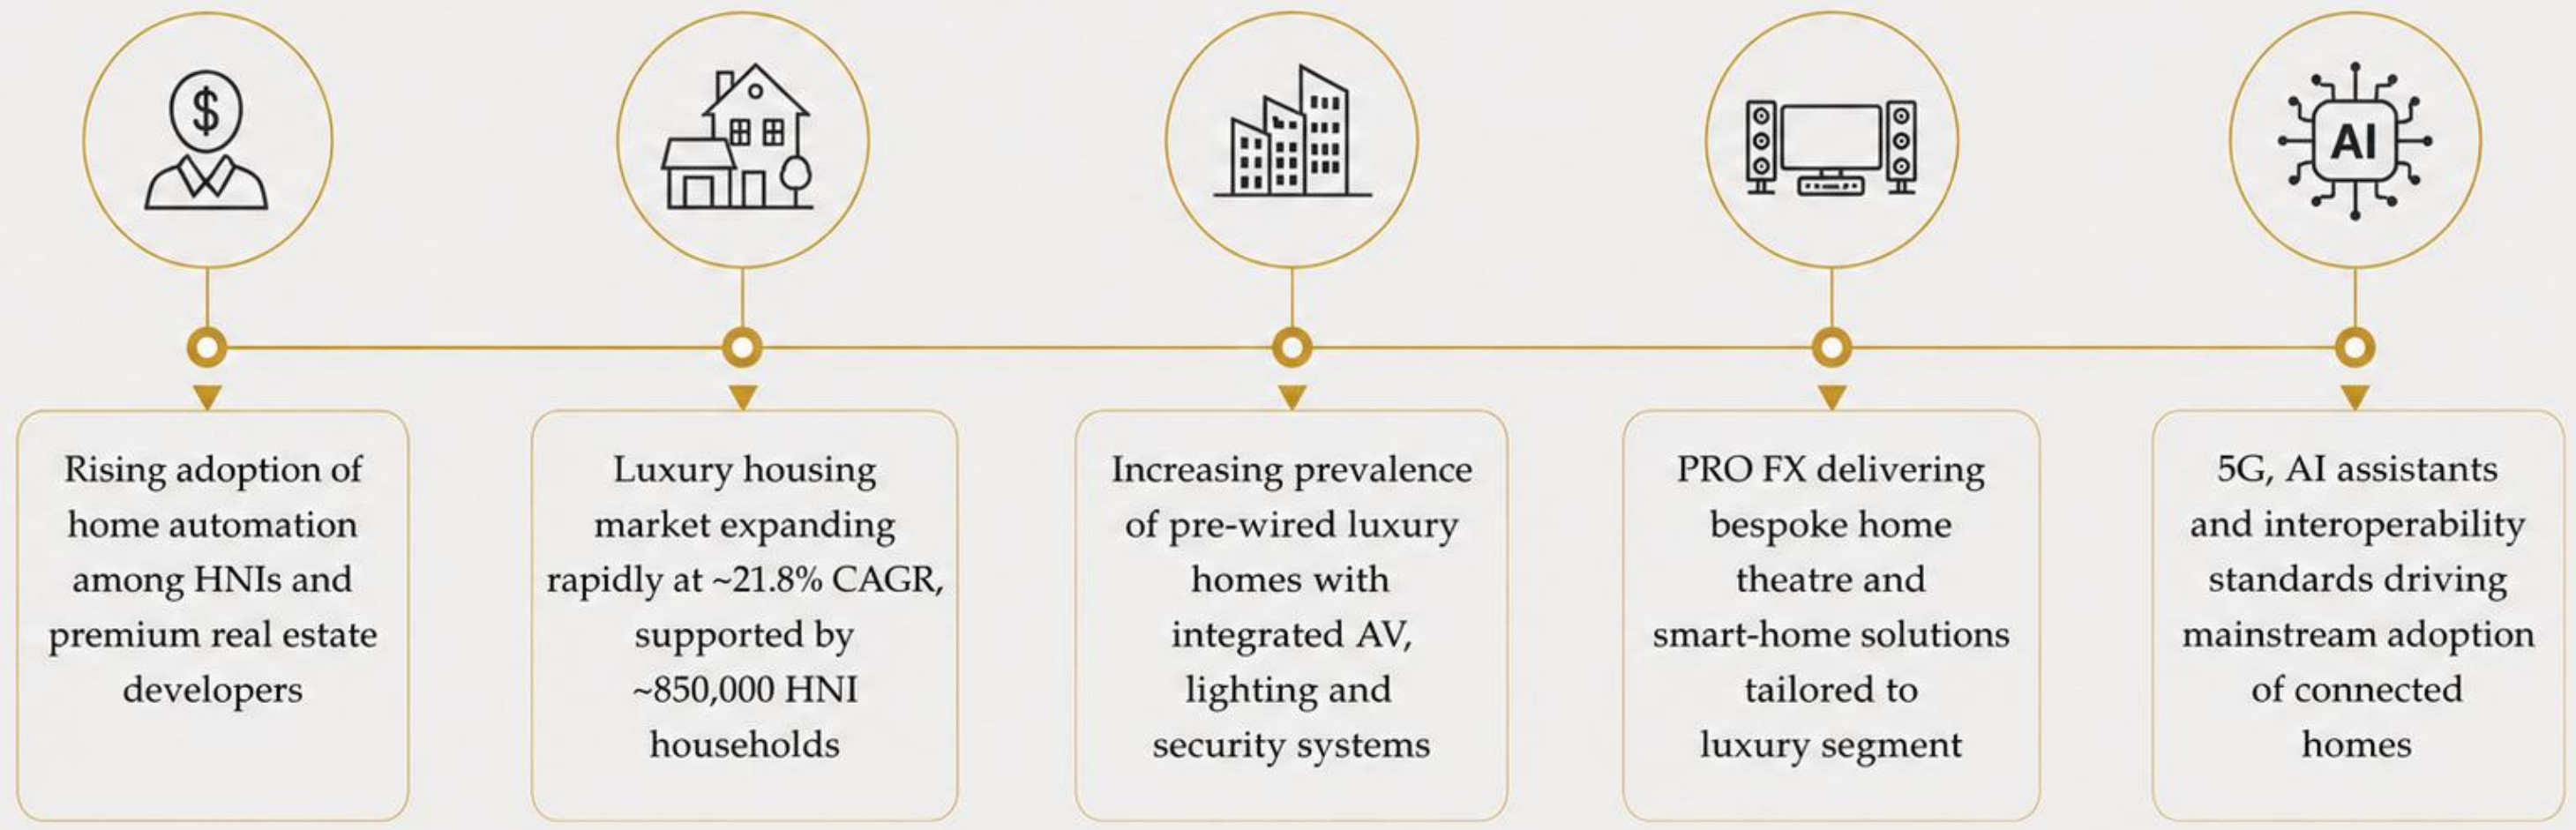 $
AI
Rising adoption of
home automation
among HNIs and
premium real estate
developers
Luxury housing
market expanding
rapidly at ~21.8% CAGR,
supported by
~850,000 HNI
households
Increasing prevalence
of pre-wired luxury
homes with
integrated AV,
lighting and
security systems
PRO FX delivering
bespoke home
theatre and
smart-home solutions
tailored to
luxury segment
5G, AI assistants
and interoperability
standards driving
mainstream adoption
of connected
homes